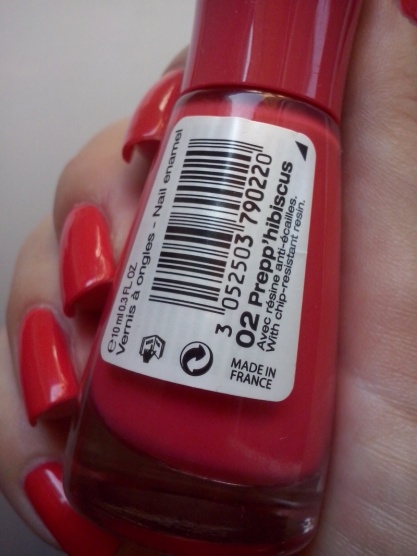 ℮10 ml 0.3 FL.OZ.
Vernis à ongles - Nail enamel
3 052503 790220
02 Prepp'hibiscus
Avec résine anti-écailles.
With chip-resistant resin.
MADE IN
FRANCE